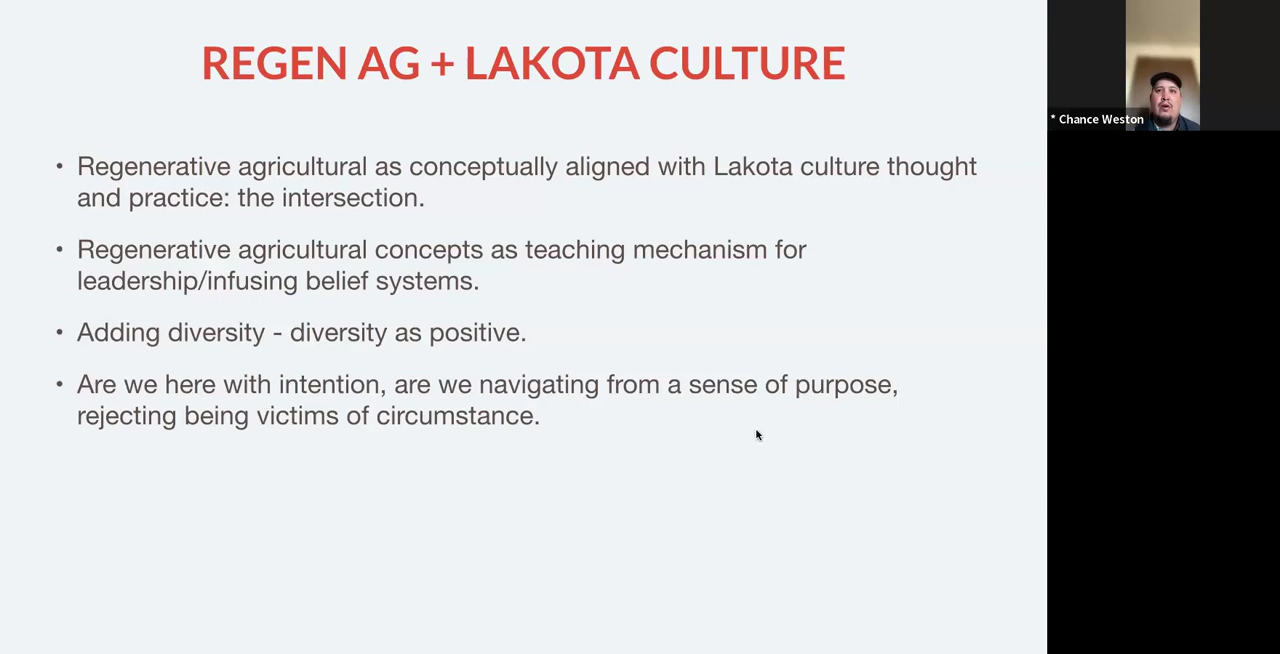 REGEN AG + LAKOTA CULTURE
• Regenerative agricultural as conceptually aligned with Lakota culture thought
and practice: the intersection.
• Regenerative agricultural concepts as teaching mechanism for
leadership/infusing belief systems.
• Adding diversity - diversity as positive.
• Are we here with intention, are we navigating from a sense of purpose,
rejecting being victims of circumstance.
* Chance Weston